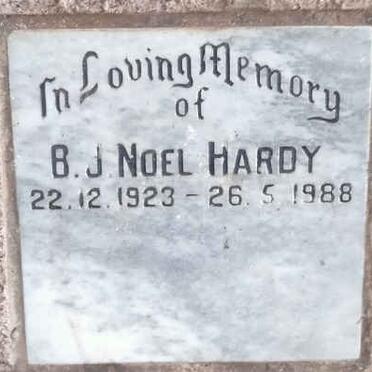 In Loving Memory
of
B.J NOEL HARDY
22.12.1923 - 26.5.1988